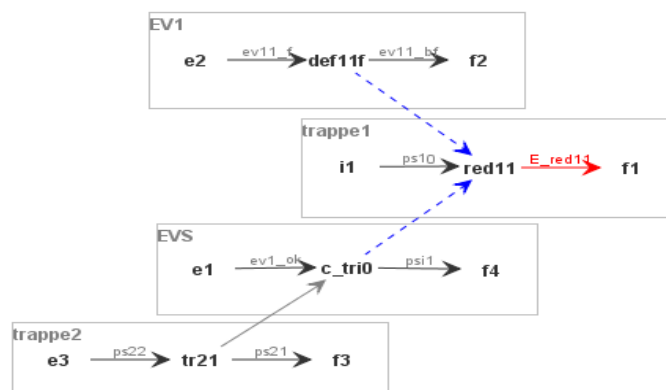 EV1
e2 ev11_f def11f ev11_bf f2
trappe1
i1 ps10 red11 E_red11 f1
EVS
e1 ev1_ok c_tri0 psi1 f4
trappe2
e3 ps22 tr21 ps21 f3